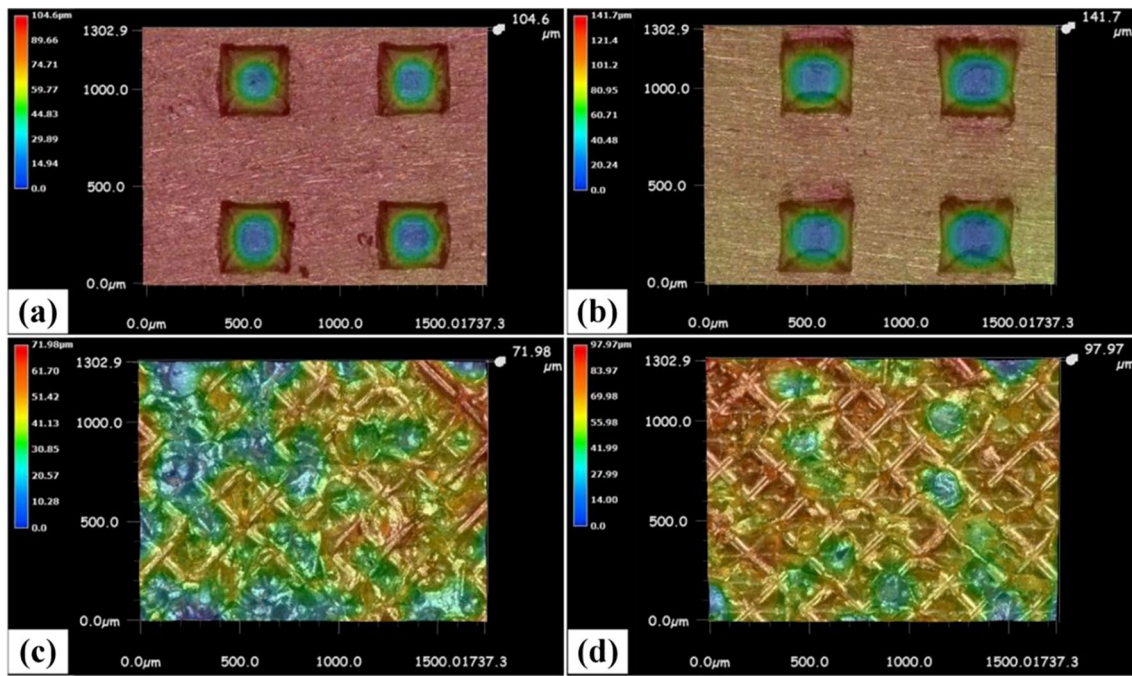 104.6µm
89.66
74.71
59.77
44.83
29.89
14.94
0.0
1302.9
1000.0
500.0
0.0µm
104.6
µm
0.0µm 500.0 1000.0 1500.01737.3
(a)
141.7µm
121.4
101.2
80.95
60.71
40.48
20.24
0.0
1302.9
1000.0
500.0
0.0µm
141.7
µm
0.0µm 500.0 1000.0 1500.01737.3
(b)
71.98µm
61.70
51.42
41.13
30.85
20.57
10.28
0.0
1302.9
1000.0
500.0
0.0µm
71.98
µm
0.0µm 500.0 1000.0 1500.01737.3
(c)
97.97µm
83.97
69.98
55.98
41.99
27.99
14.00
0.0
1302.9
1000.0
500.0
0.0µm
97.97
µm
0.0µm 500.0 1000.0 1500.01737.3
(d)